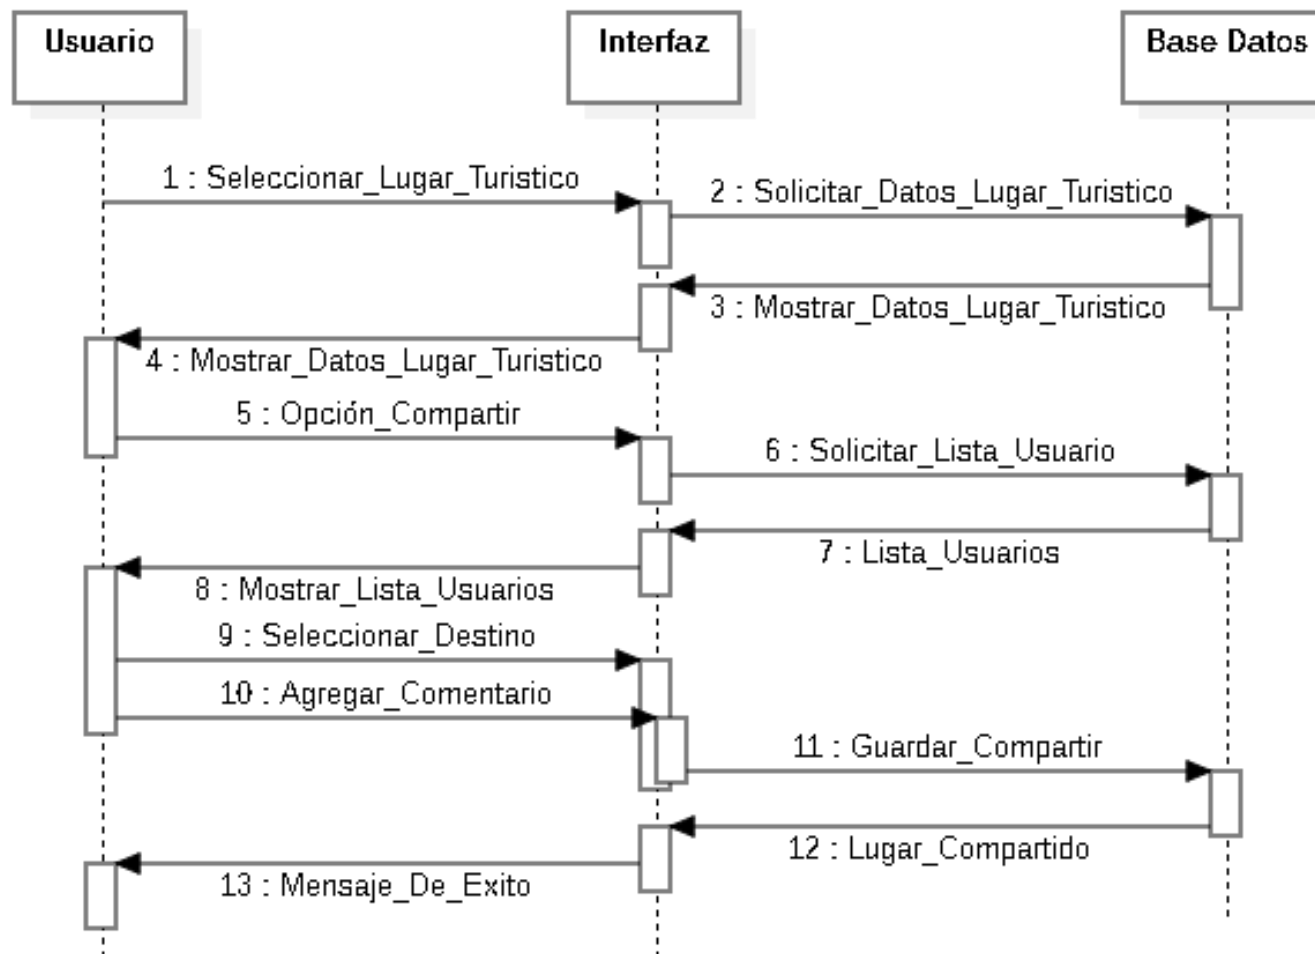 Usuario
Interfaz
Base Datos
1 : Seleccionar_Lugar_Turistico
2 : Solicitar_Datos_Lugar_Turistico
3 : Mostrar_Datos_Lugar_Turistico
4 : Mostrar_Datos_Lugar_Turistico
5 : Opción_Compartir
6 : Solicitar_Lista_Usuario
7 : Lista_Usuarios
8 : Mostrar_Lista_Usuarios
9 : Seleccionar_Destino
10 : Agregar_Comentario
11 : Guardar_Compartir
12 : Lugar_Compartido
13 : Mensaje_De_Exito